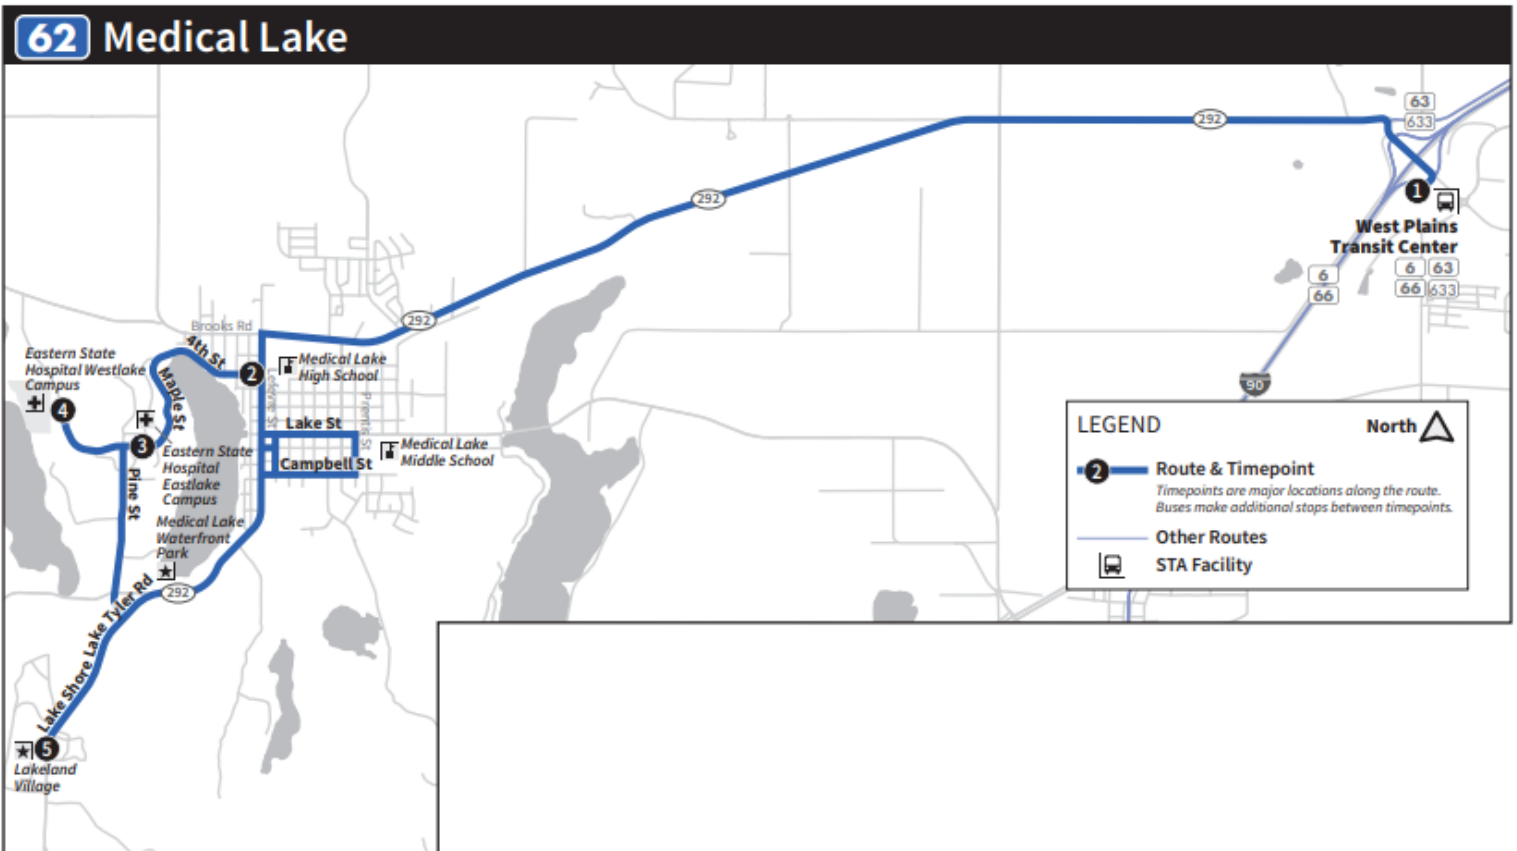 62 Medical Lake
63
633
292
1
West Plains
Transit Center
6 63
66 633
6
66
292
292
90
Brooks Rd
4th St
2
Medical Lake
High School
Lefevre St
Prentis St
Eastern State
Hospital Westlake
Campus
4
Maple St
3
Lake St
Campbell St
Medical Lake
Middle School
Eastern State
Hospital
Eastlake
Campus
Pine St
Medical Lake
Waterfront
Park
292
Lake Shore Lake Tyler Rd
5
Lakeland
Village
LEGEND
North
2 Route & Timepoint
Timepoints are major locations along the route.
Buses make additional stops between timepoints.
Other Routes
STA Facility